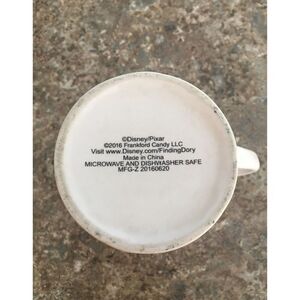 ©Disney/Pixar
©2016 Frankford Candy LLC
Visit www.Disney.com/FindingDory
Made in China
MICROWAVE AND DISHWASHER SAFE
MFG-Z 20160620